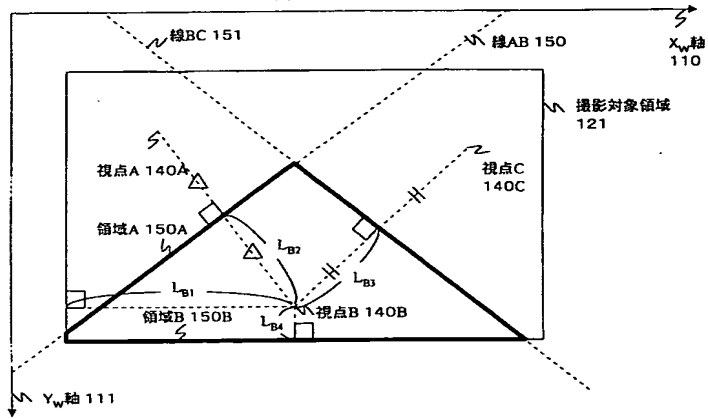 線BC 151
線AB 150
Xw軸
110
撮影対象領域
121
視点A 140A
視点C
140C
領域A 150A
LB2
LB1
LB3
領域B 150B
LB4
視点B 140B
Yw軸 111